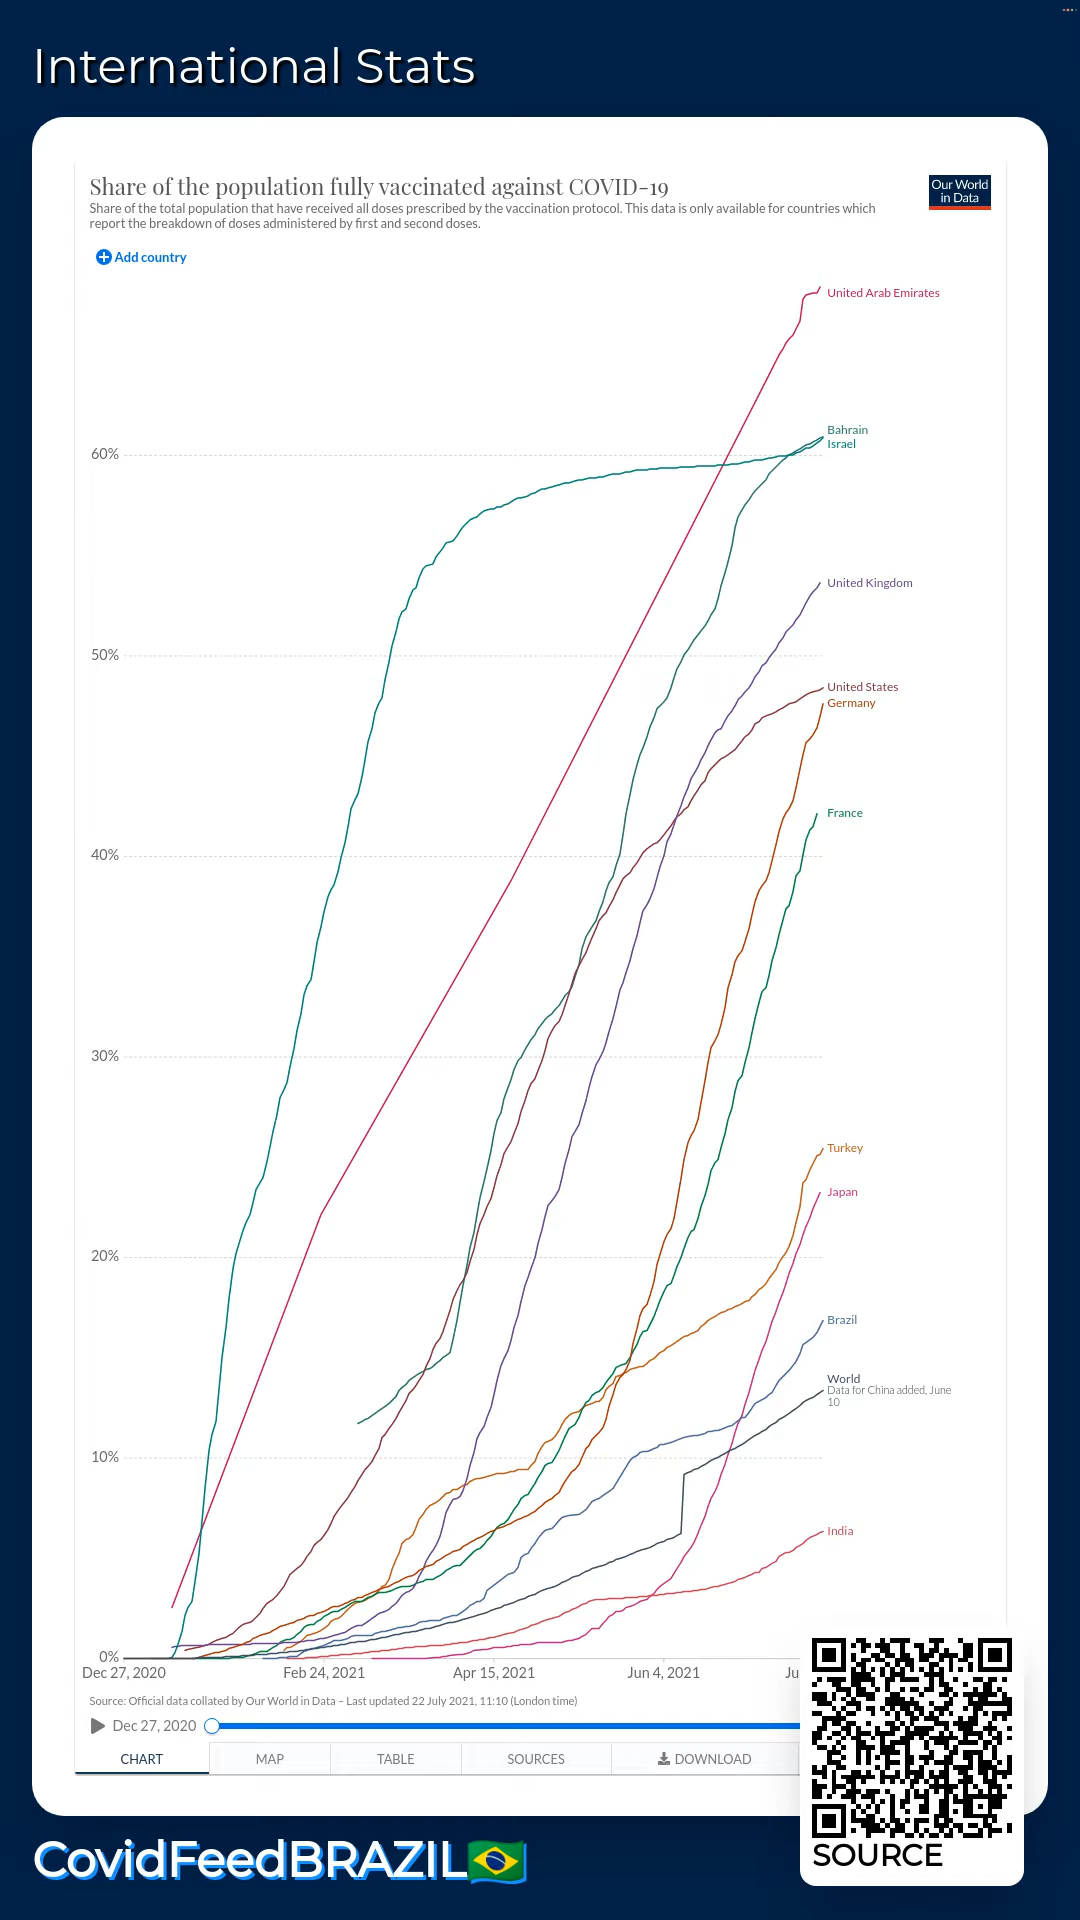 International Stats
Share of the population fully vaccinated against COVID-19
Our World
in Data
Share of the total population that have received all doses prescribed by the vaccination protocol. This data is only available for countries which
report the breakdown of doses administered by first and second doses.
Add country
United Arab Emirates
Bahrain
60%
Israel
United Kingdom
50%
United States
Germany
France
40%
30%
Turkey
Japan
20%
Brazil
World
Data for China added, June
10
10%
India
0%
Dec 27, 2020
Feb 24, 2021
Apr 15, 2021
Jun 4, 2021
Ju
Source: Official data collated by Our World in Data – Last updated 22 July 2021, 11:10 (London time)
Dec 27, 2020
CHART
MAP
TABLE
SOURCES
DOWNLOAD
SOURCE
CovidFeedBRAZIL🇧🇷